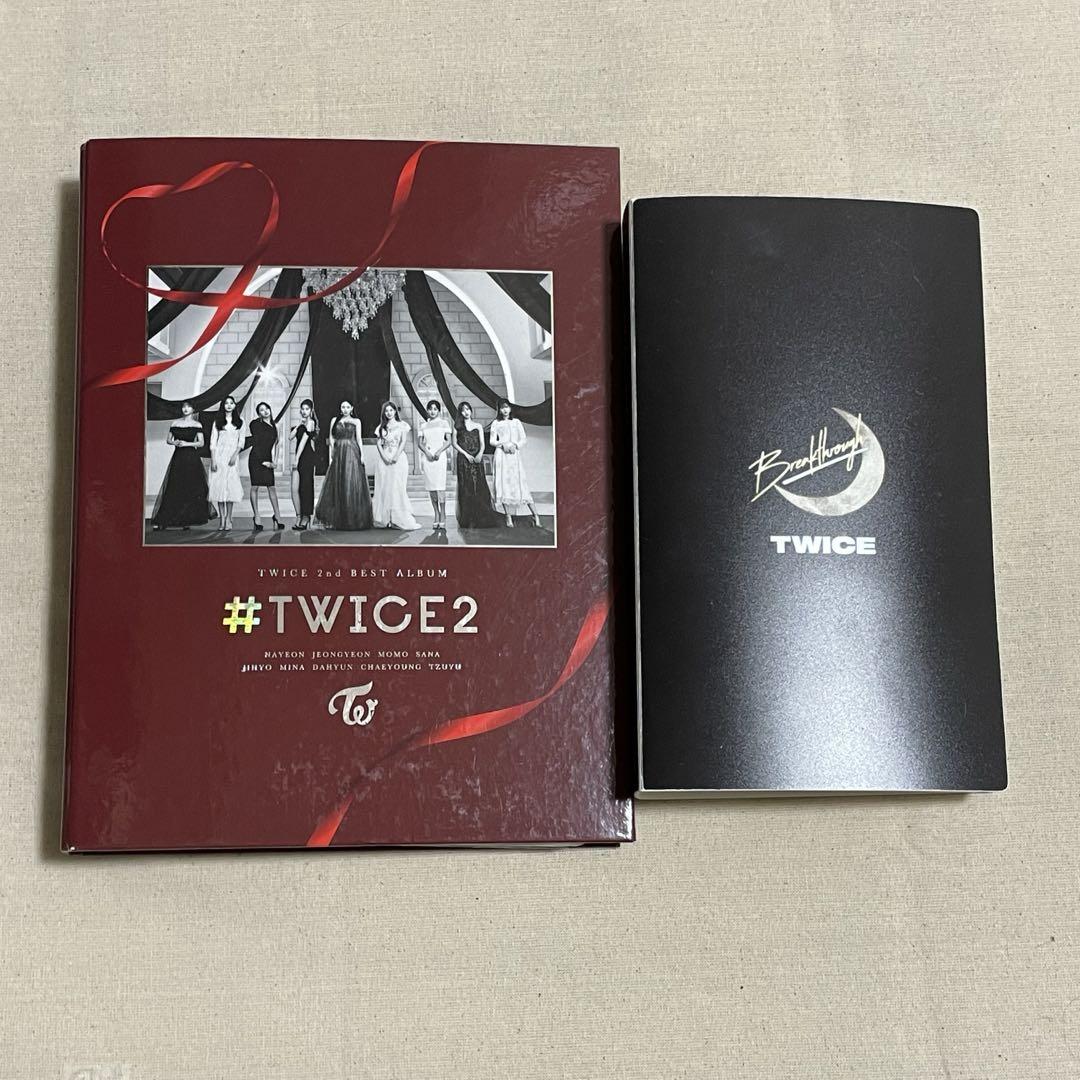 TWICE 2nd BEST ALBUM
#TWICE2
NAYEON JEONGYEON MOMO SANA
JIHYO MINA DAHYUN CHAEYOUNG TZUYU
Breakthrough
TWICE